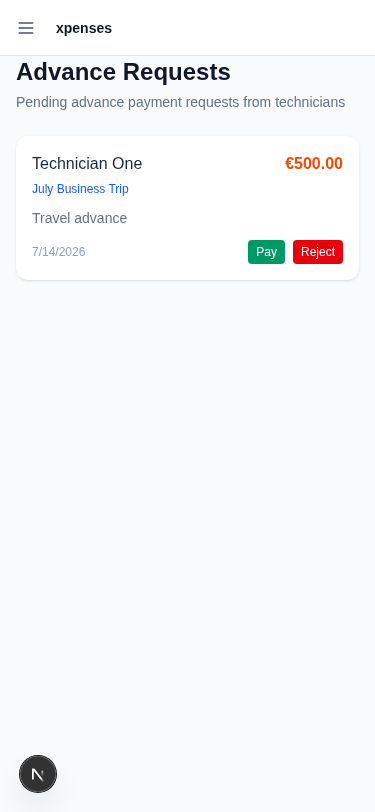 xpenses
Advance Requests
Pending advance payment requests from technicians
Technician One
€500.00
July Business Trip
Travel advance
7/14/2026
Pay
Reject
N